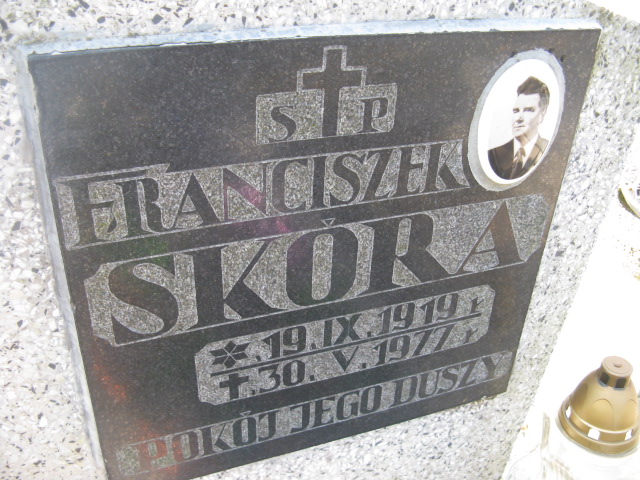 Ś P
FRANCISZEK
SKÓRA
*.19.IX.1919 r
†.30. V.1977 r
POKÓJ JEGO DUSZY